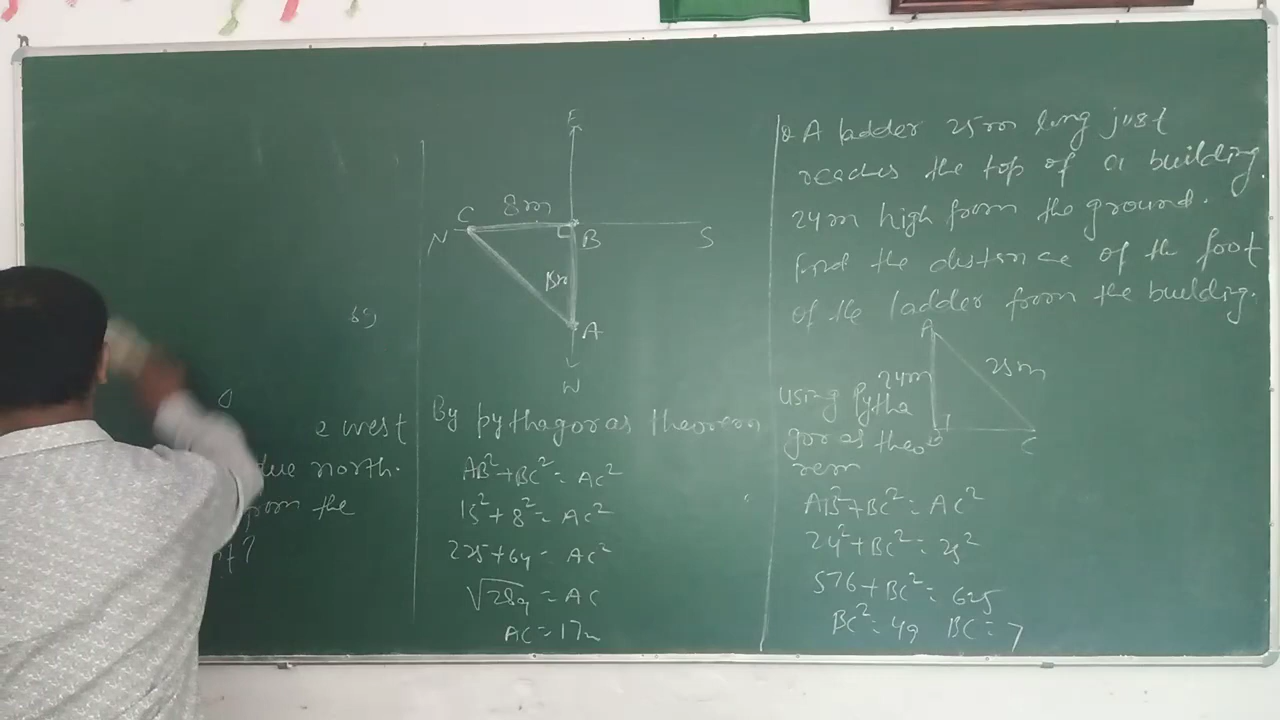 69
e west
due north.
from the
E
C 8m
N B S
15m
A
W
By pythagoras theorem
AB²+BC²= AC²
15²+8²= AC²
225+64= AC²
√289 = AC
AC=17m
Q A ladder 25m long just
reaches the top of a building.
24m high from the ground.
find the distance of the foot
of the ladder from the building.
A
24m 25m
B C
using Pytha
goras theo
rem
AB²+BC²= AC²
24²+BC²= 25²
576+BC²= 625
BC²=49 BC=7